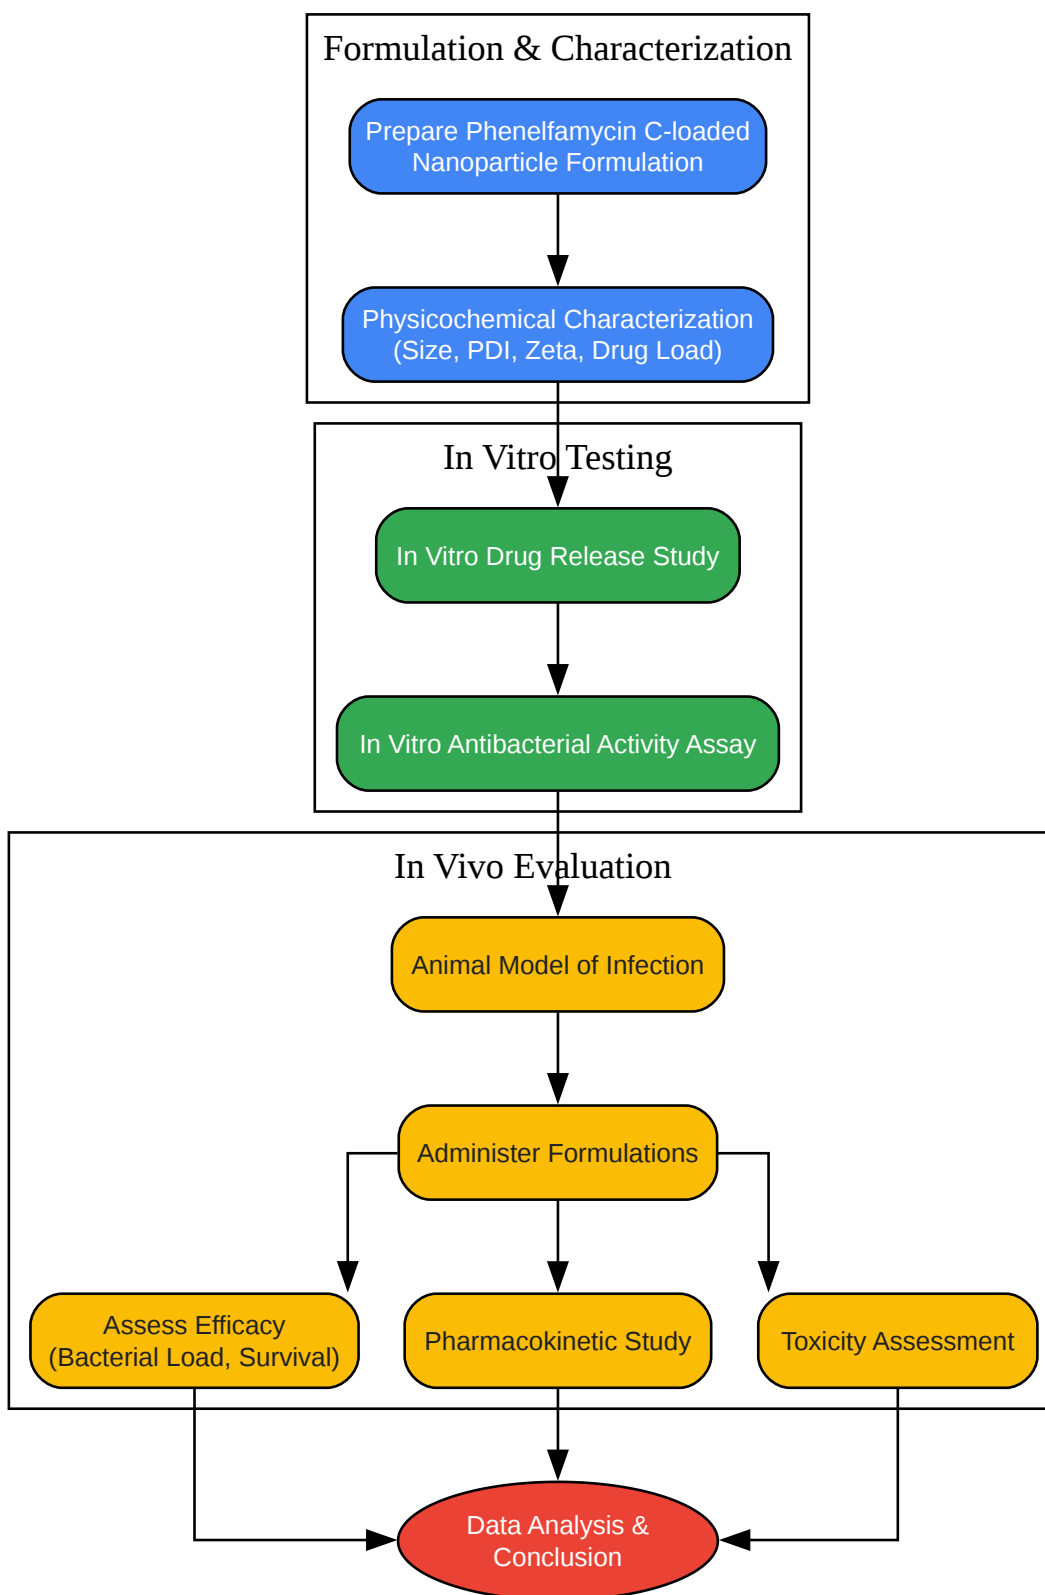 Formulation & Characterization
Prepare Phenelfamycin C-loaded
Nanoparticle Formulation
Physicochemical Characterization
(Size, PDI, Zeta, Drug Load)
In Vitro Testing
In Vitro Drug Release Study
In Vitro Antibacterial Activity Assay
In Vivo Evaluation
Animal Model of Infection
Administer Formulations
Assess Efficacy
(Bacterial Load, Survival)
Pharmacokinetic Study
Toxicity Assessment
Data Analysis &
Conclusion